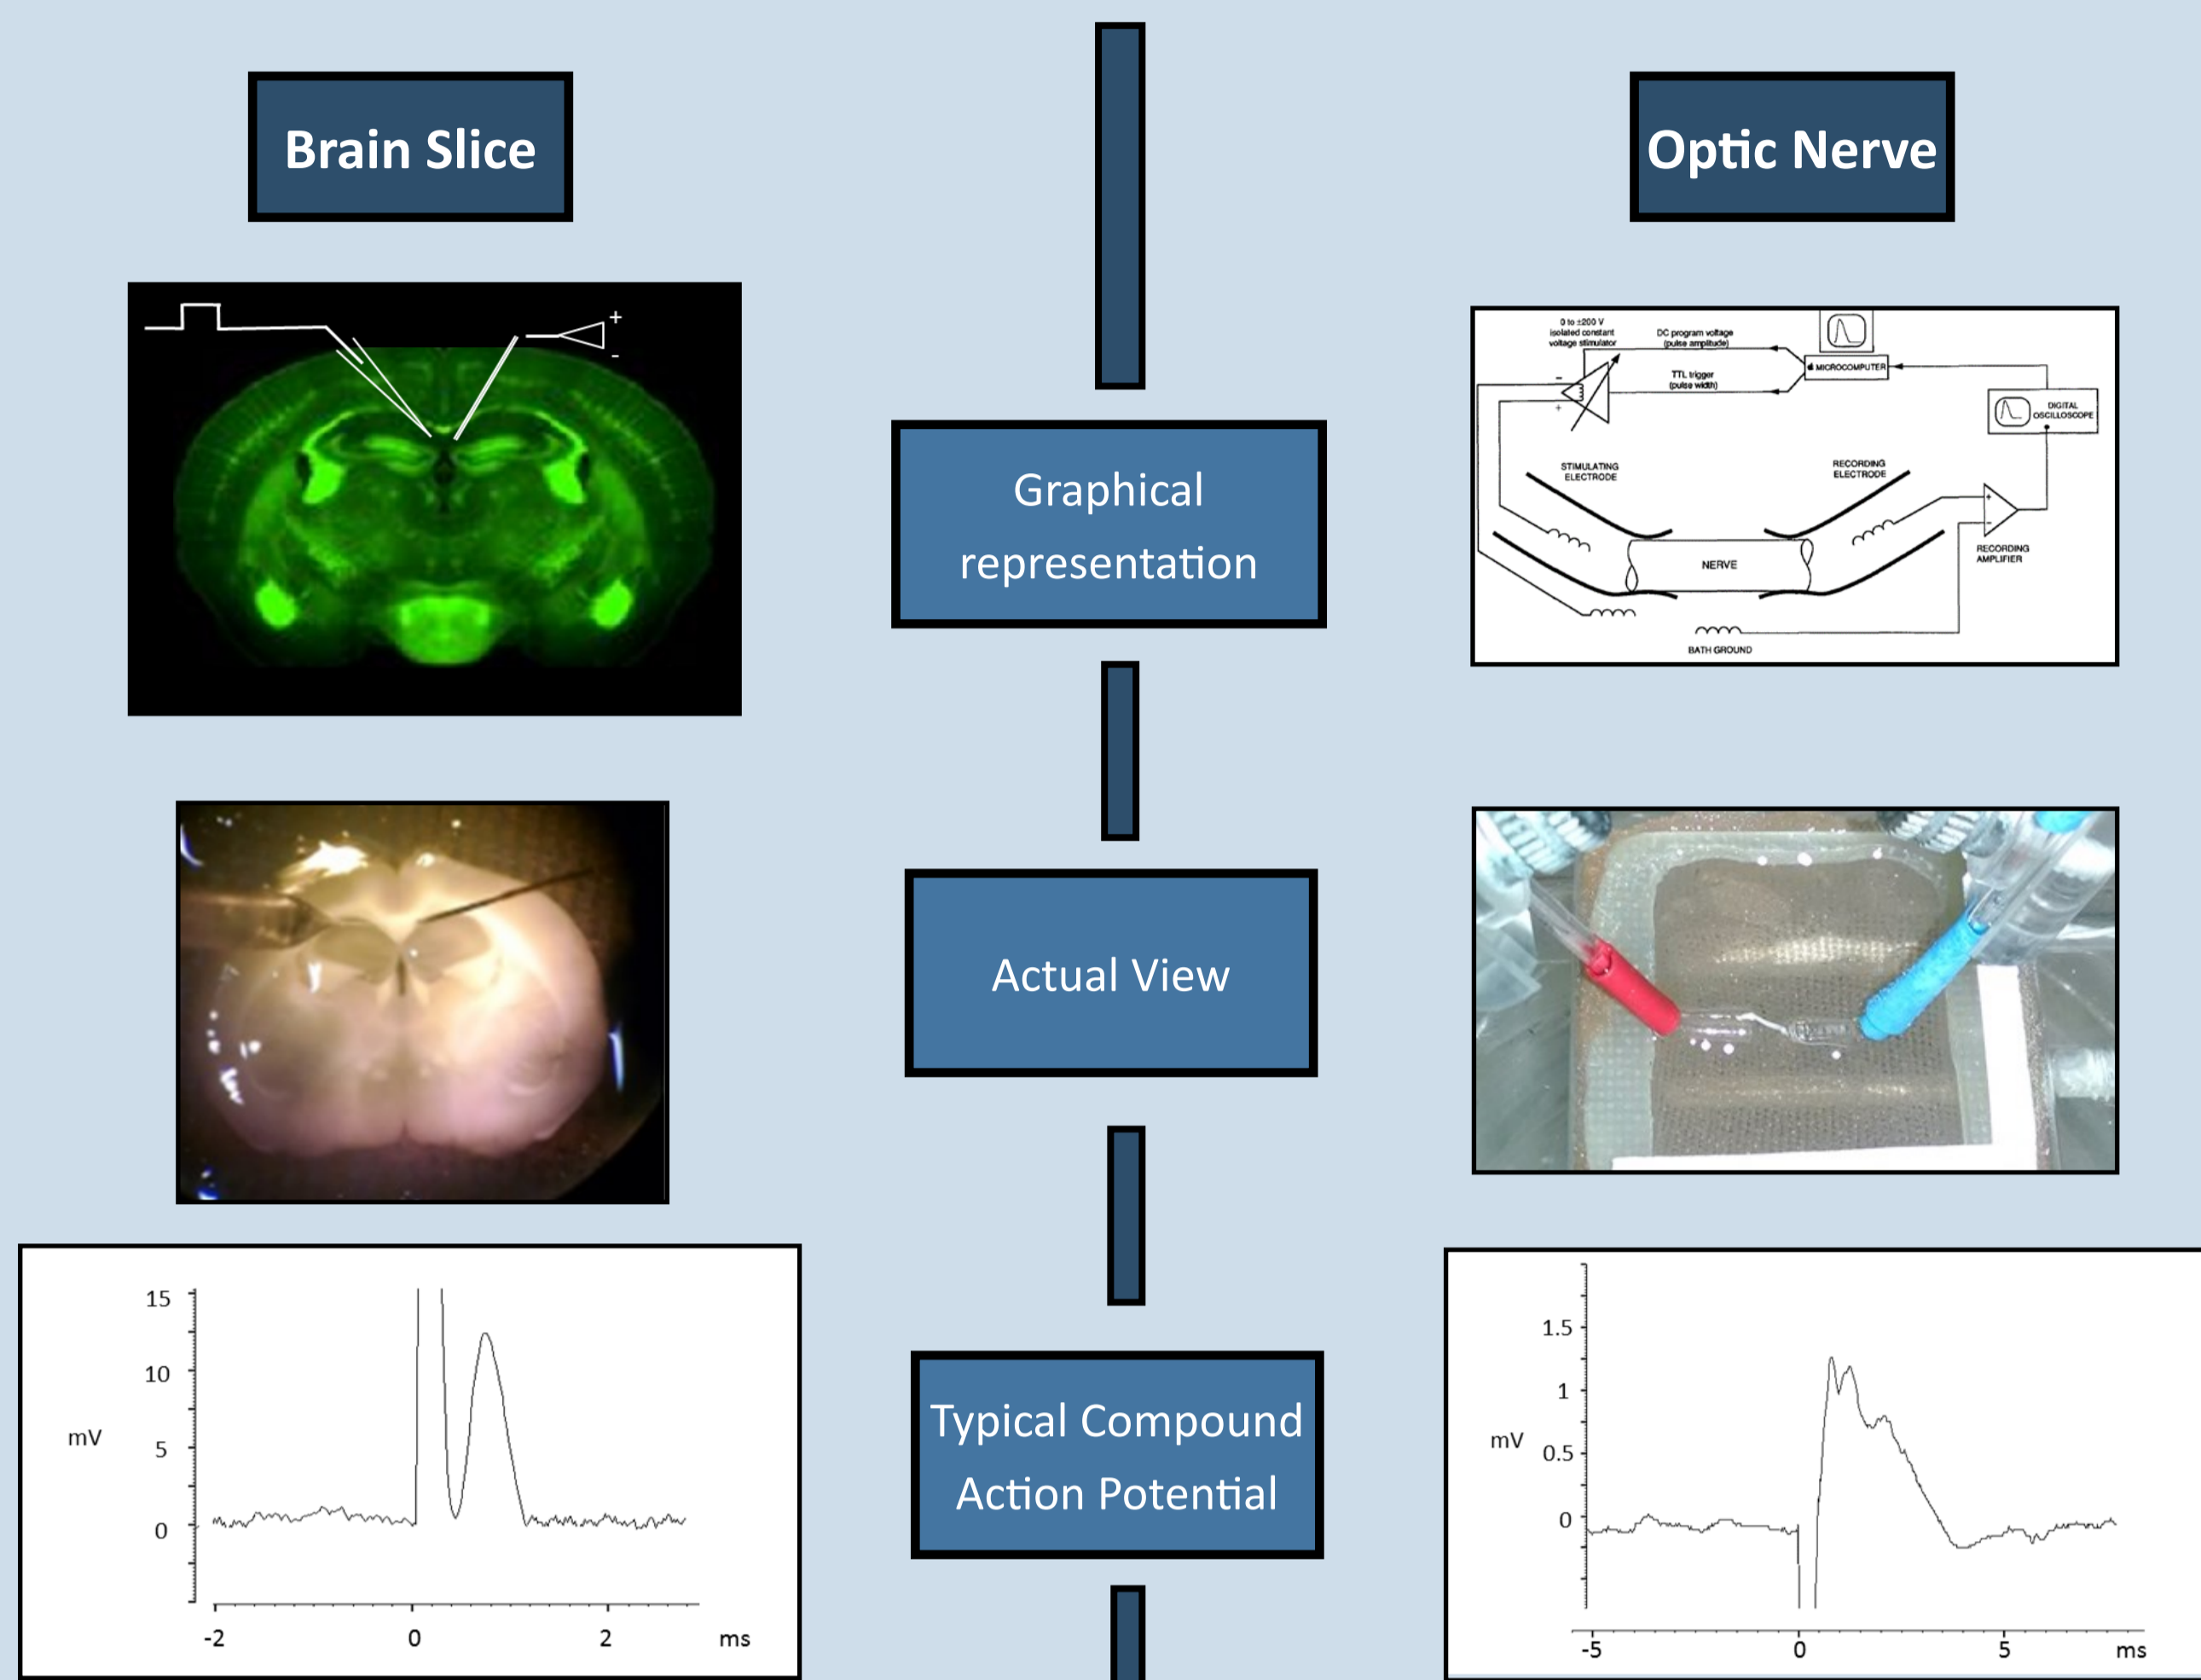 Brain Slice
Optic Nerve
+
-
Graphical
representation
0 to ±200 V
isolated constant
voltage stimulator
DC program voltage
(pulse amplitude)
TTL trigger
(pulse width)
MICROCOMPUTER
DIGITAL
OSCILLOSCOPE
−
+
STIMULATING
ELECTRODE
RECORDING
ELECTRODE
+
−
RECORDING
AMPLIFIER
NERVE
BATH GROUND
Actual View
Typical Compound
Action Potential
15
10
mV
5
0
-2
0
2
ms
1.5
1
mV
0.5
0
-5
0
5
ms